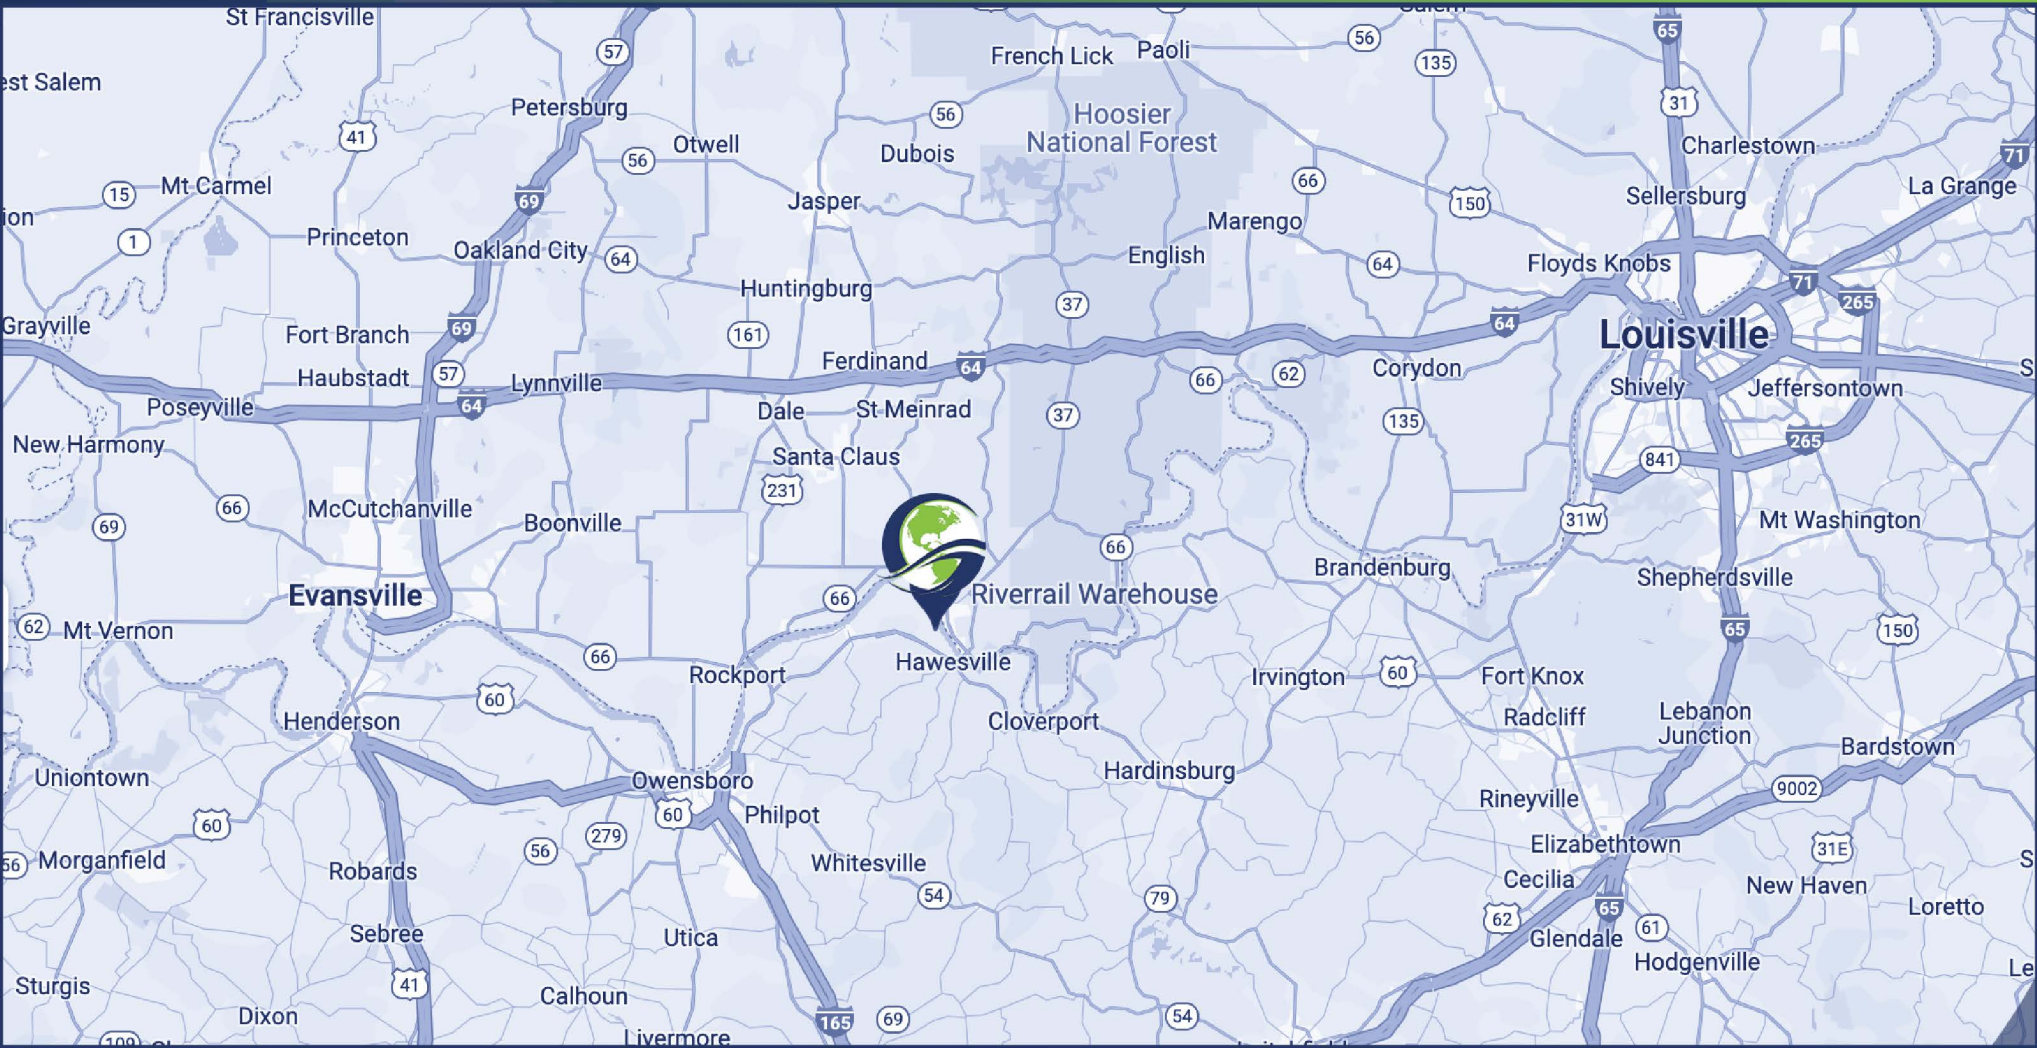 St Francisville
57
French Lick
Paoli
56
135
65
est Salem
Petersburg
56
31
41
Hoosier
National Forest
Otwell
Dubois
56
Charlestown
71
15
Mt Carmel
69
Jasper
66
150
Sellersburg
La Grange
ion
1
Princeton
Oakland City
64
Marengo
English
64
Floyds Knobs
71
265
Huntingburg
37
Grayville
Fort Branch
69
161
64
Louisville
Ferdinand
64
Haubstadt
57
Lynnville
66
62
Corydon
Shively
Jeffersontown
S
Poseyville
64
Dale
St Meinrad
37
135
265
New Harmony
Santa Claus
841
231
66
McCutchanville
69
Boonville
31W
Mt Washington
66
Brandenburg
Shepherdsville
Evansville
66
Riverrail Warehouse
62
Mt Vernon
65
150
66
Rockport
Hawesville
Irvington
60
Fort Knox
60
Henderson
Cloverport
Radcliff
Lebanon
Junction
Bardstown
Uniontown
Owensboro
Hardinsburg
9002
60
60
Philpot
Rineyville
279
56
Elizabethtown
31E
56
Morganfield
Robards
Whitesville
Cecilia
New Haven
S
54
79
65
Loretto
62
61
Sebree
Utica
Glendale
Hodgenville
Le
Sturgis
41
Calhoun
Dixon
165
69
54
109
Livermore